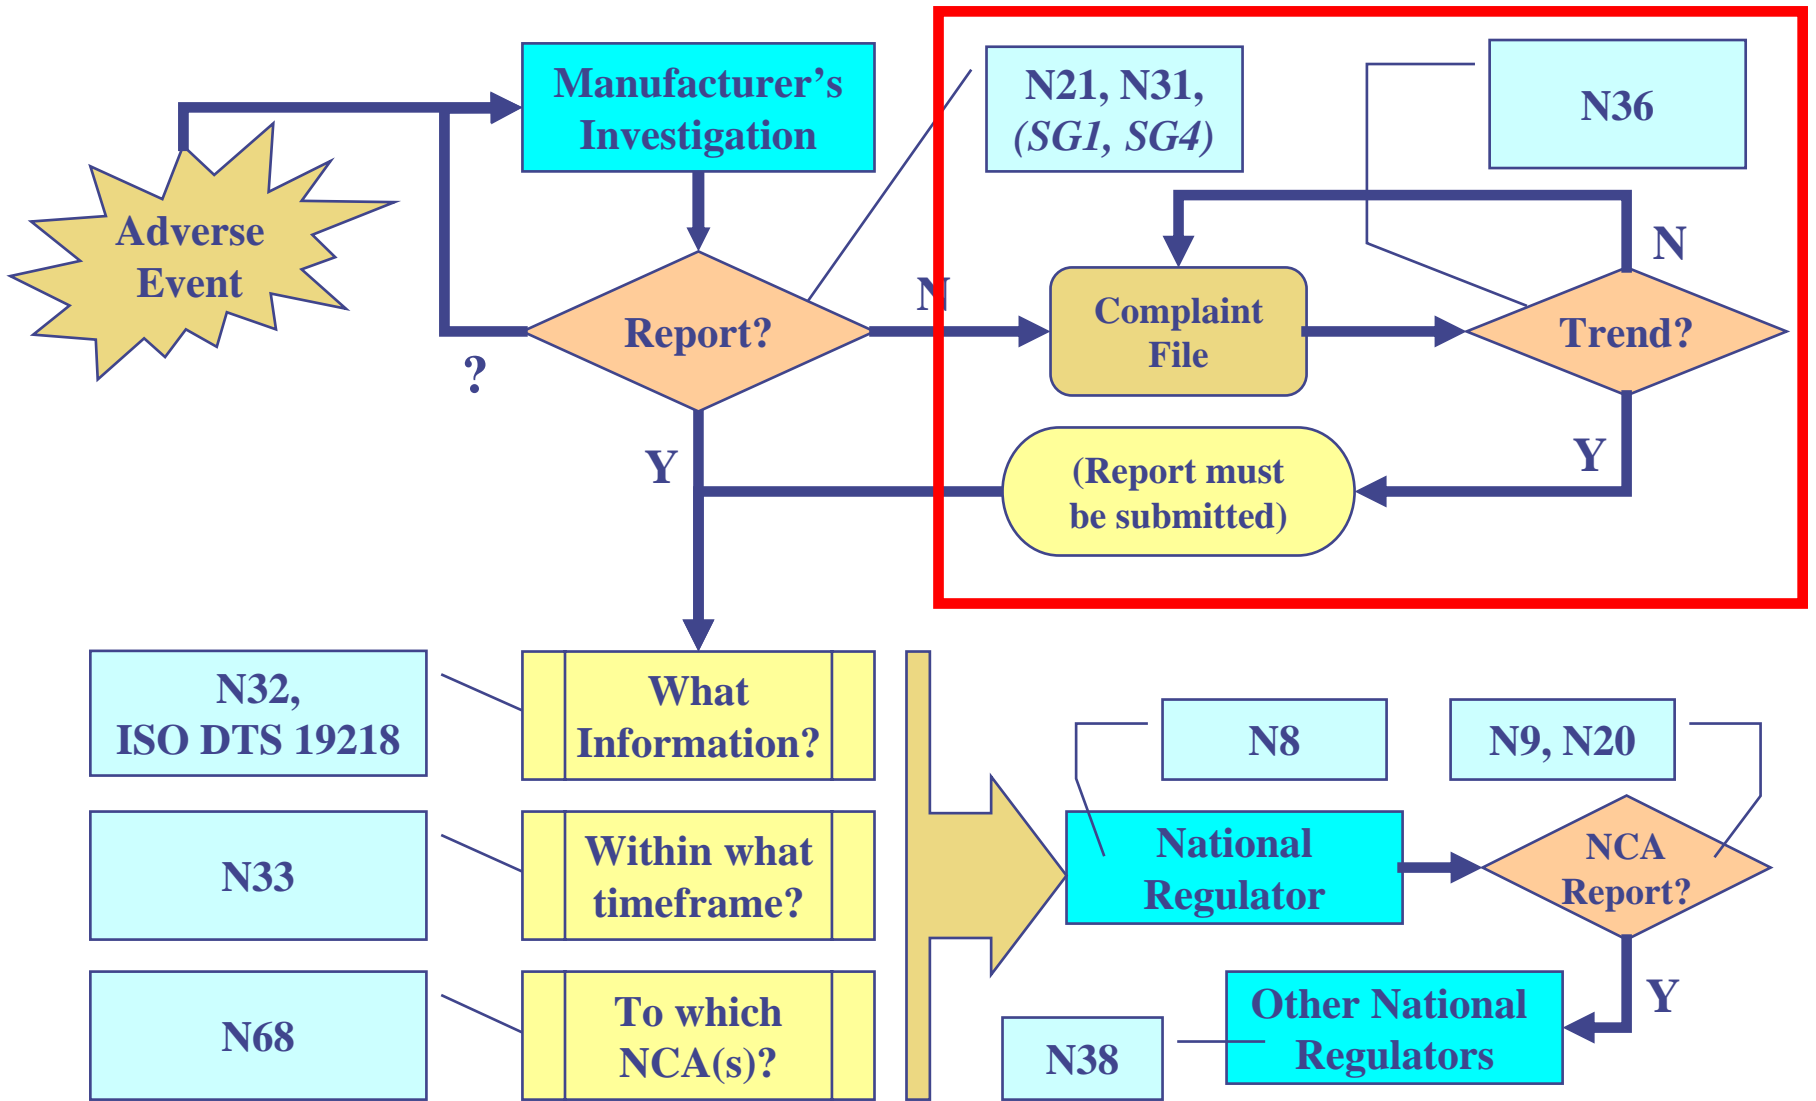 Manufacturer's
Investigation
N21, N31,
(SG1, SG4)
N36
Adverse
Event
Report?
?
N
Complaint
File
Trend?
N
Y
Y
(Report must
be submitted)
N32,
ISO DTS 19218
What
Information?
N33
Within what
timeframe?
N68
To which
NCA(s)?
N8
N9, N20
National
Regulator
NCA
Report?
Y
N38
Other National
Regulators